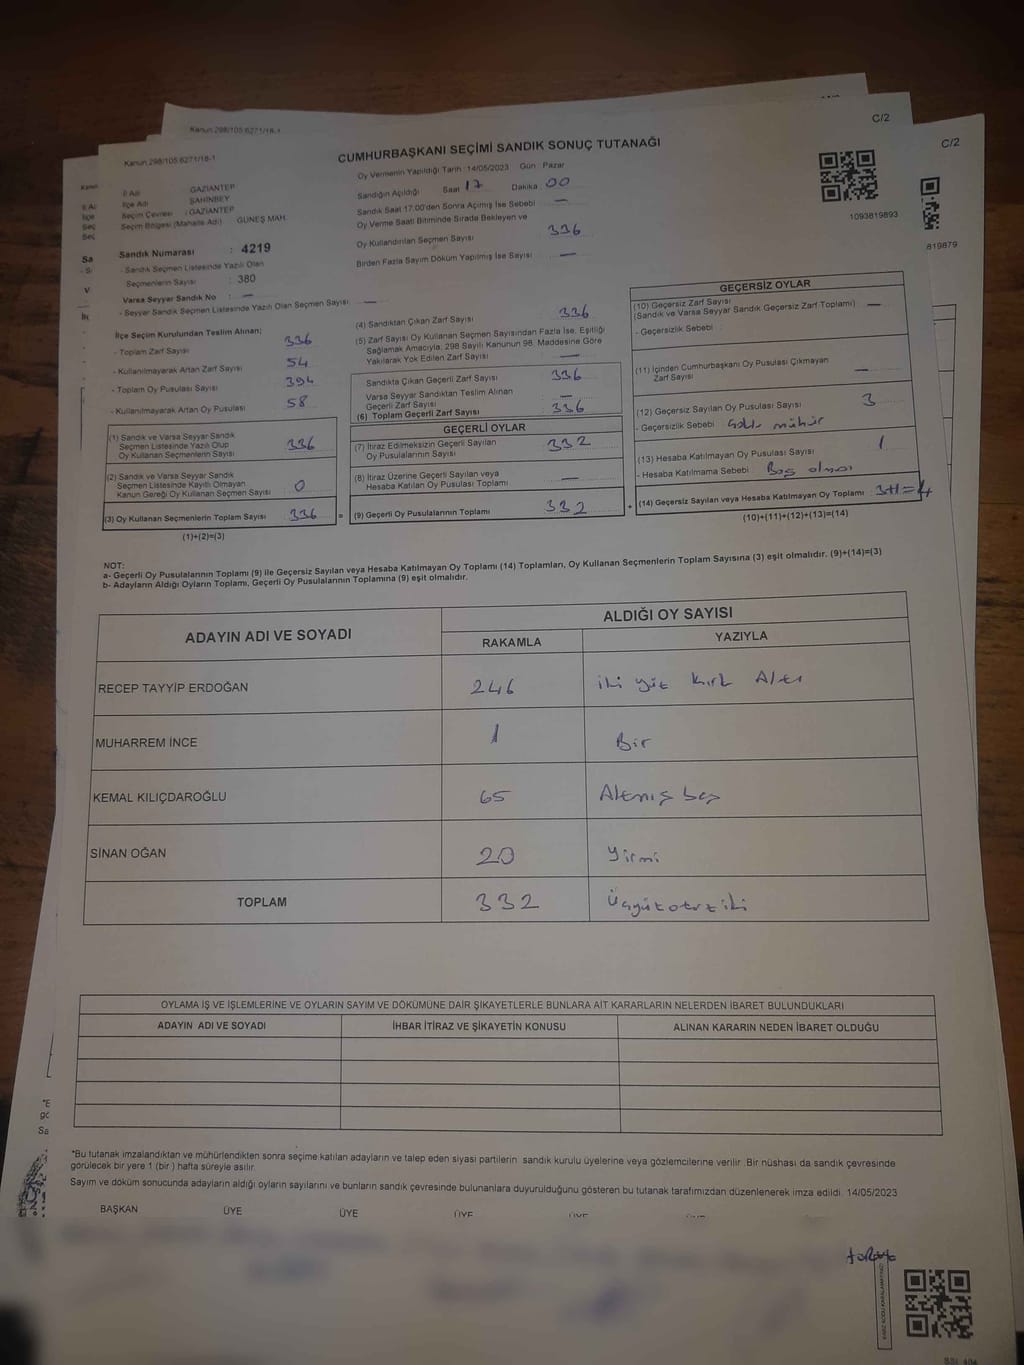 Kanun 298/105 6271/18-1
C/2
Kanun 298/105 6271/18-1
CUMHURBAŞKANI SEÇİMİ SANDIK SONUÇ TUTANAĞI
C/2
Oy Vermenin Yapıldığı Tarih : 14/05/2023 Gün : Pazar
İl Adı : GAZİANTEP
İlçe Adı : ŞAHİNBEY
Seçim Çevresi : GAZİANTEP
Seçim Bölgesi (Mahalle Adı) : GÜNEŞ MAH.
Sandığın Açıldığı Saat 17 Dakika : 00
Sandık Saat 17:00'den Sonra Açılmış İse Sebebi —
Oy Verme Saati Bitiminde Sırada Bekleyen ve
Oy Kullandırılan Seçmen Sayısı 336
Birden Fazla Sayım Döküm Yapılmış İse Sayısı —
1093819893
819879
Sandık Numarası : 4219
- Sandık Seçmen Listesinde Yazılı Olan
Seçmenlerin Sayısı : 380
Varsa Seyyar Sandık No : —
- Seyyar Sandık Seçmen Listesinde Yazılı Olan Seçmen Sayısı —
İlçe Seçim Kurulundan Teslim Alınan;
- Toplam Zarf Sayısı 336
- Kullanılmayarak Artan Zarf Sayısı 54
- Toplam Oy Pusulası Sayısı 394
- Kullanılmayarak Artan Oy Pusulası 58
(1) Sandık ve Varsa Seyyar Sandık
Seçmen Listesinde Yazılı Olup
Oy Kullanan Seçmenlerin Sayısı 336
(2) Sandık ve Varsa Seyyar Sandık
Seçmen Listesinde Kayıtlı Olmayan
Kanun Gereği Oy Kullanan Seçmen Sayısı 0
(3) Oy Kullanan Seçmenlerin Toplam Sayısı 336
(1)+(2)=(3)
(4) Sandıktan Çıkan Zarf Sayısı 336
(5) Zarf Sayısı Oy Kullanan Seçmen Sayısından Fazla İse, Eşitliği
Sağlamak Amacıyla, 298 Sayılı Kanunun 98. Maddesine Göre
Yakılarak Yok Edilen Zarf Sayısı —
Sandıkta Çıkan Geçerli Zarf Sayısı 336
Varsa Seyyar Sandıktan Teslim Alınan
Geçerli Zarf Sayısı —
(6) Toplam Geçerli Zarf Sayısı 336
GEÇERLİ OYLAR
(7) İtiraz Edilmeksizin Geçerli Sayılan
Oy Pusulasının Sayısı 332
(8) İtiraz Üzerine Geçerli Sayılan veya
Hesaba Katılan Oy Pusulası Toplamı —
= (9) Geçerli Oy Pusulalarının Toplamı 332
GEÇERSİZ OYLAR
(10) Geçersiz Zarf Sayısı
(Sandık ve Varsa Seyyar Sandık Geçersiz Zarf Toplamı) —
- Geçersizlik Sebebi :
(11) İçinden Cumhurbaşkanı Oy Pusulası Çıkmayan
Zarf Sayısı —
(12) Geçersiz Sayılan Oy Pusulası Sayısı 3
- Geçersizlik Sebebi mühür
(13) Hesaba Katılmayan Oy Pusulası Sayısı 1
- Hesaba Katılmama Sebebi : Boş olması
+ (14) Geçersiz Sayılan veya Hesaba Katılmayan Oy Toplamı : 3+1=4
(10)+(11)+(12)+(13)=(14)
NOT:
a- Geçerli Oy Pusulalarının Toplamı (9) ile Geçersiz Sayılan veya Hesaba Katılmayan Oy Toplamı (14) Toplamları, Oy Kullanan Seçmenlerin Toplam Sayısına (3) eşit olmalıdır. (9)+(14)=(3)
b- Adayların Aldığı Oyların Toplamı, Geçerli Oy Pusulalarının Toplamına (9) eşit olmalıdır.
ADAYIN ADI VE SOYADI
ALDIĞI OY SAYISI
RAKAMLA YAZIYLA
RECEP TAYYİP ERDOĞAN 246 iki yüz kırk Altı
MUHARREM İNCE 1 Bir
KEMAL KILIÇDAROĞLU 65 Altmış beş
SİNAN OĞAN 20 Yirmi
TOPLAM 332 Üçyüzotuziki
OYLAMA İŞ VE İŞLEMLERİNE VE OYLARIN SAYIM VE DÖKÜMÜNE DAİR ŞİKAYETLERLE BUNLARA AİT KARARLARIN NELERDEN İBARET BULUNDUKLARI
ADAYIN ADI VE SOYADI İHBAR İTİRAZ VE ŞİKAYETİN KONUSU ALINAN KARARIN NEDEN İBARET OLDUĞU
*Bu tutanak imzalandıktan ve mühürlendikten sonra seçime katılan adayların ve talep eden siyasi partilerin sandık kurulu üyelerine veya gözlemcilerine verilir. Bir nüshası da sandık çevresinde
görülecek bir yere 1 (bir ) hafta süreyle asılır.
Sayım ve döküm sonucunda adayların aldığı oyların sayılarını ve bunların sandık çevresinde bulunanlara duyurulduğunu gösteren bu tutanak tarafımızdan düzenlenerek imza edildi. 14/05/2023
BAŞKAN ÜYE ÜYE ÜYE ÜYE ÜYE